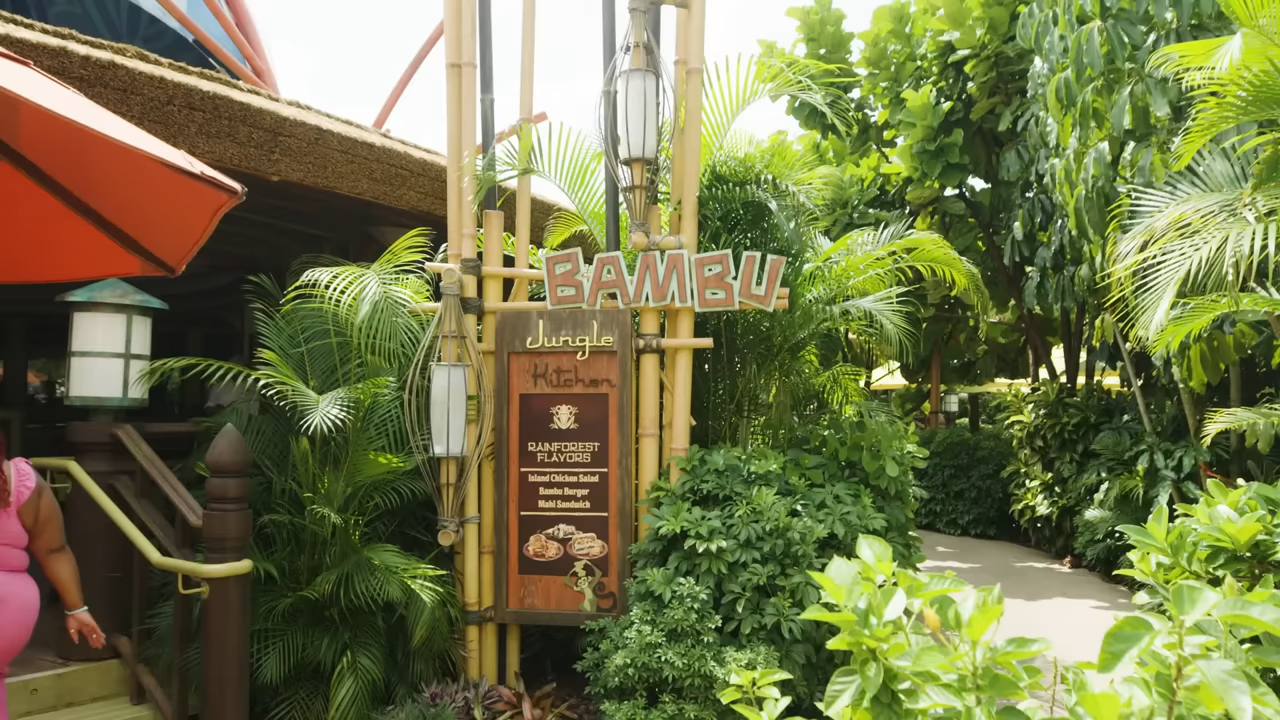 BAMBU
Jungle
Kitchen
RAINFOREST
FLAVORS
Island Chicken Salad
Bambu Burger
Mahi Sandwich